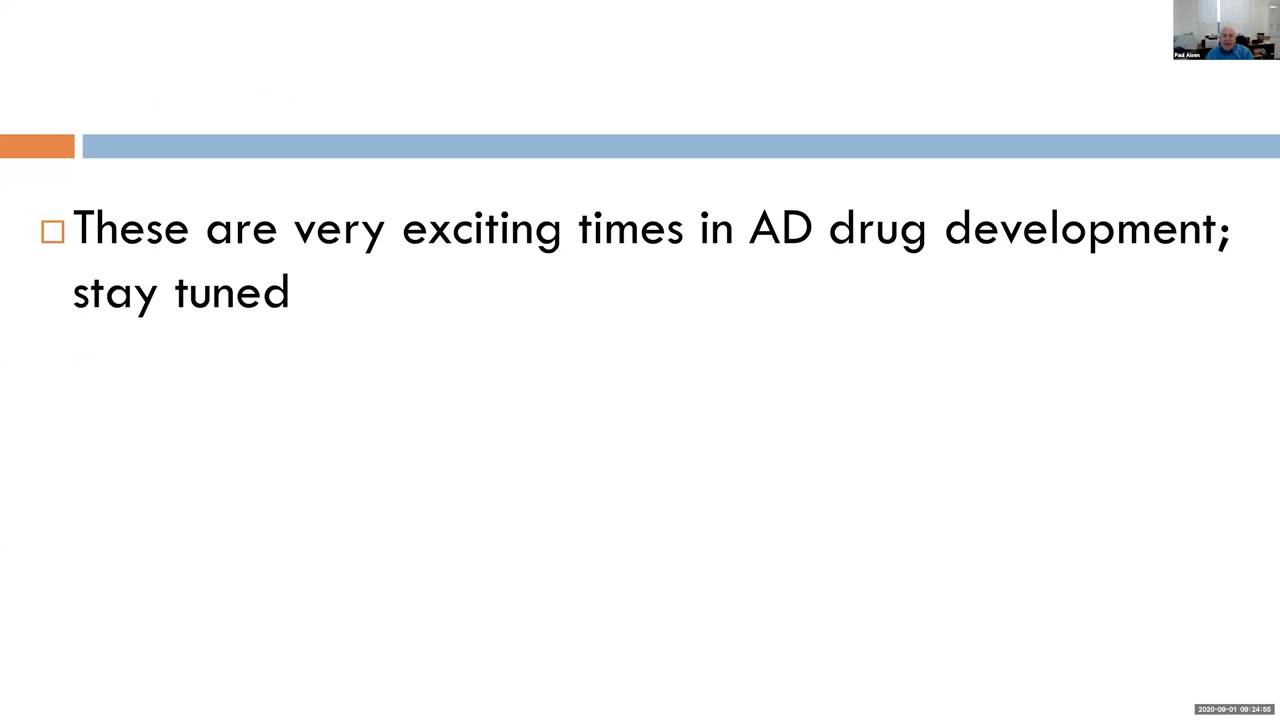 Paul Aisen
These are very exciting times in AD drug development;
stay tuned
2020-09-01 09:24:55